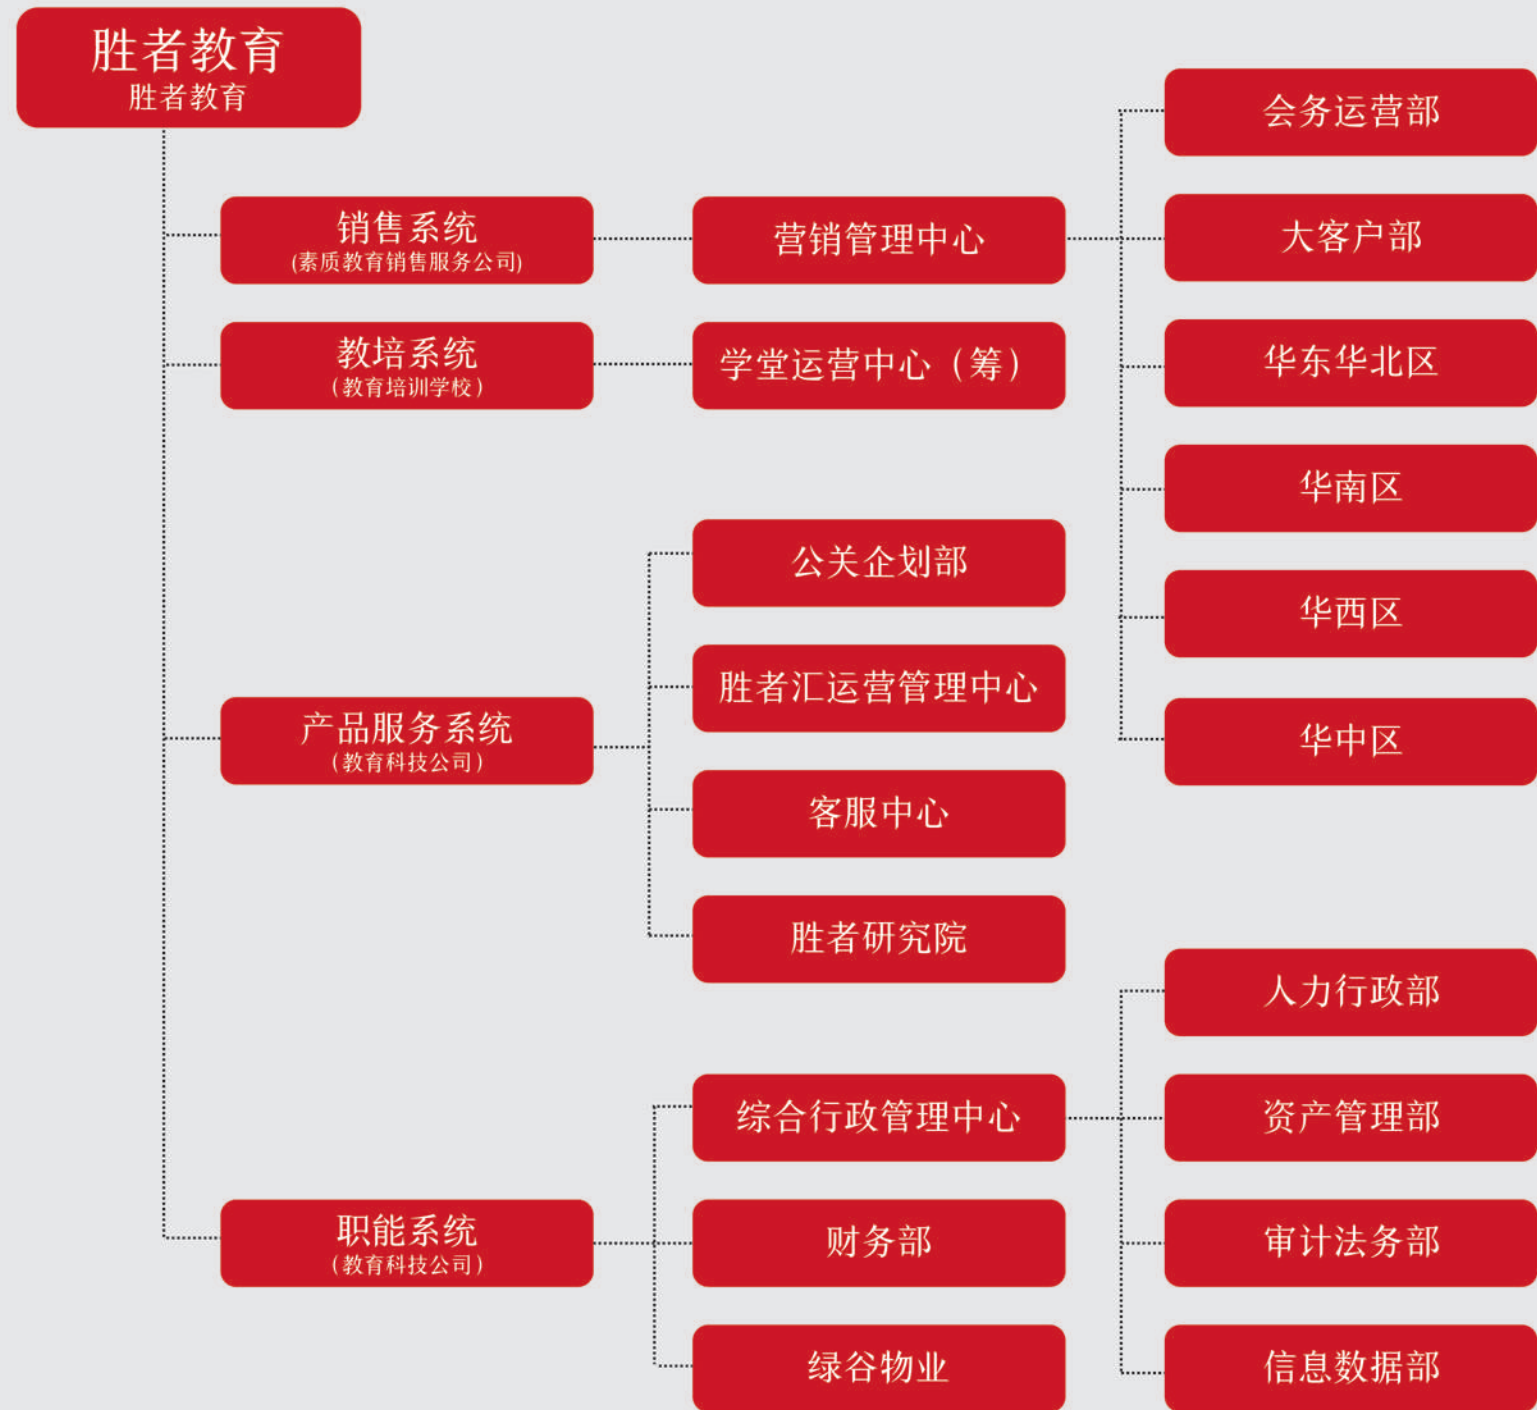 胜者教育
胜者教育
销售系统
(素质教育销售服务公司)
营销管理中心
会务运营部
大客户部
华东华北区
华南区
华西区
华中区
教培系统
（教育培训学校）
学堂运营中心（筹）
产品服务系统
（教育科技公司）
公关企划部
胜者汇运营管理中心
客服中心
胜者研究院
职能系统
（教育科技公司）
综合行政管理中心
人力行政部
资产管理部
审计法务部
信息数据部
财务部
绿谷物业